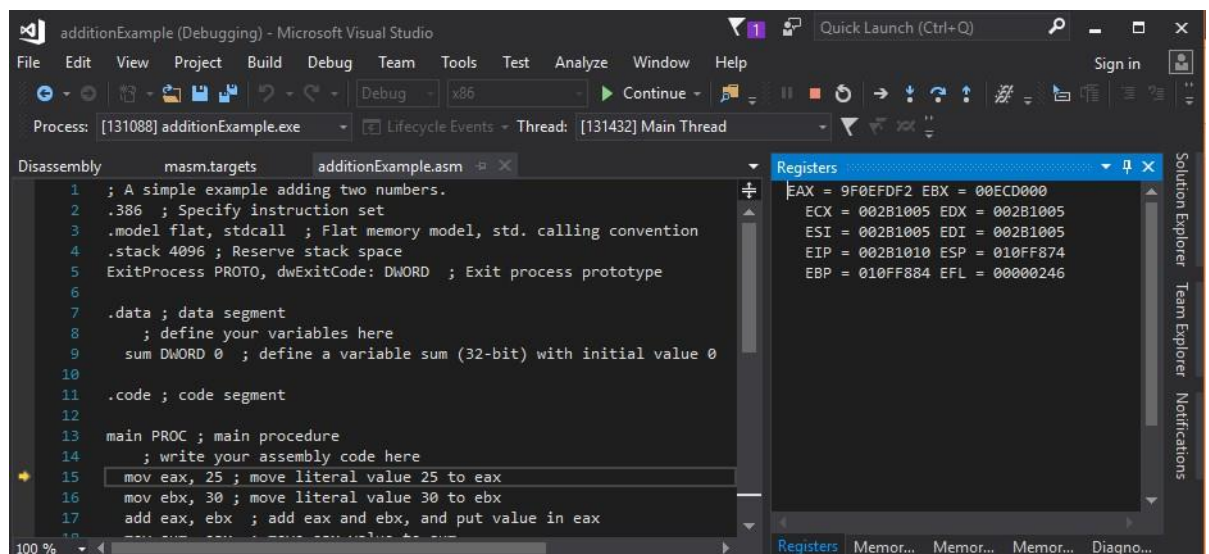 additionExample (Debugging) - Microsoft Visual Studio
1
Quick Launch (Ctrl+Q)
File Edit View Project Build Debug Team Tools Test Analyze Window Help
Sign in
Debug x86 Continue
Process: [131088] additionExample.exe Lifecycle Events Thread: [131432] Main Thread
Disassembly masm.targets additionExample.asm
1 ; A simple example adding two numbers.
2 .386 ; Specify instruction set
3 .model flat, stdcall ; Flat memory model, std. calling convention
4 .stack 4096 ; Reserve stack space
5 ExitProcess PROTO, dwExitCode: DWORD ; Exit process prototype
6
7 .data ; data segment
8 ; define your variables here
9 sum DWORD 0 ; define a variable sum (32-bit) with initial value 0
10
11 .code ; code segment
12
13 main PROC ; main procedure
14 ; write your assembly code here
15 mov eax, 25 ; move literal value 25 to eax
16 mov ebx, 30 ; move literal value 30 to ebx
17 add eax, ebx ; add eax and ebx, and put value in eax
100 %
Registers
EAX = 9F0EFDF2 EBX = 00ECD000
ECX = 002B1005 EDX = 002B1005
ESI = 002B1005 EDI = 002B1005
EIP = 002B1010 ESP = 010FF874
EBP = 010FF884 EFL = 00000246
Registers Memor... Memor... Memor... Diagno...
Solution Explorer
Team Explorer
Notifications